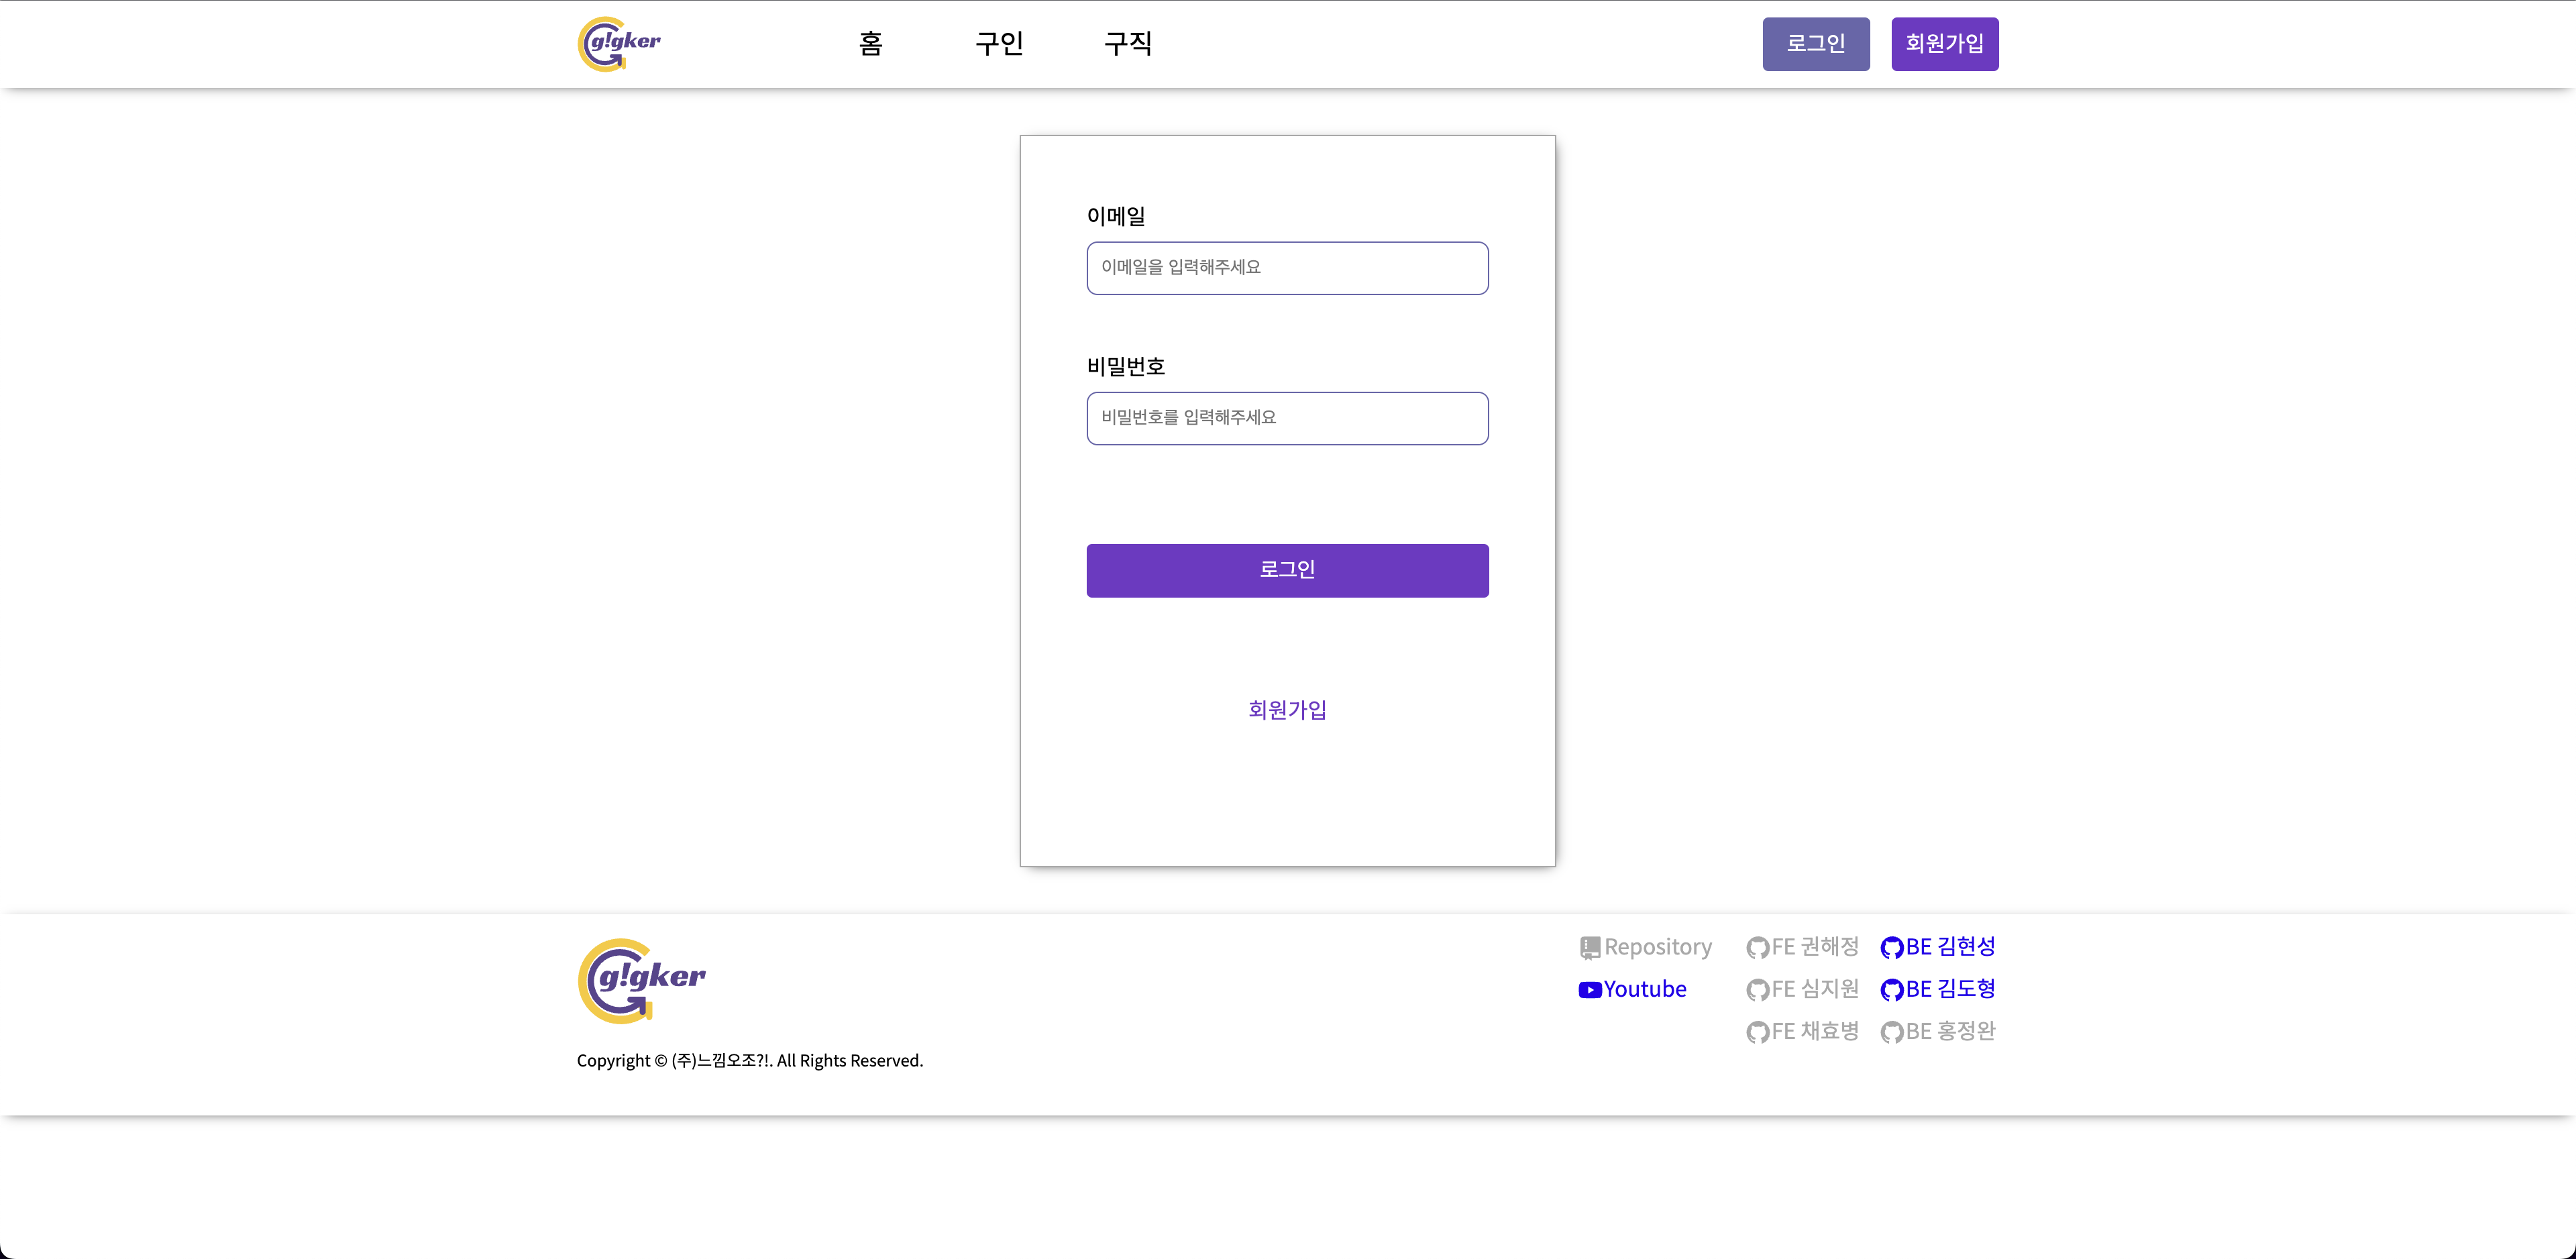 g!gker
홈 구인 구직 로그인 회원가입
이메일
이메일을 입력해주세요
비밀번호
비밀번호를 입력해주세요
로그인
회원가입
g!gker
Copyright © (주)느낌오조?!. All Rights Reserved.
Repository FE 권해정 BE 김현성
Youtube FE 심지원 BE 김도형
FE 채효병 BE 홍정완